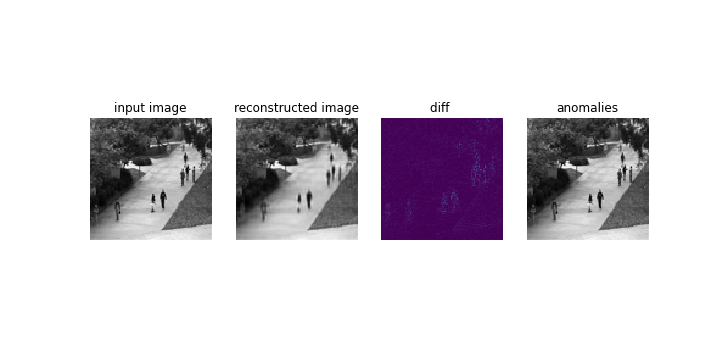 input image
reconstructed image
diff
anomalies